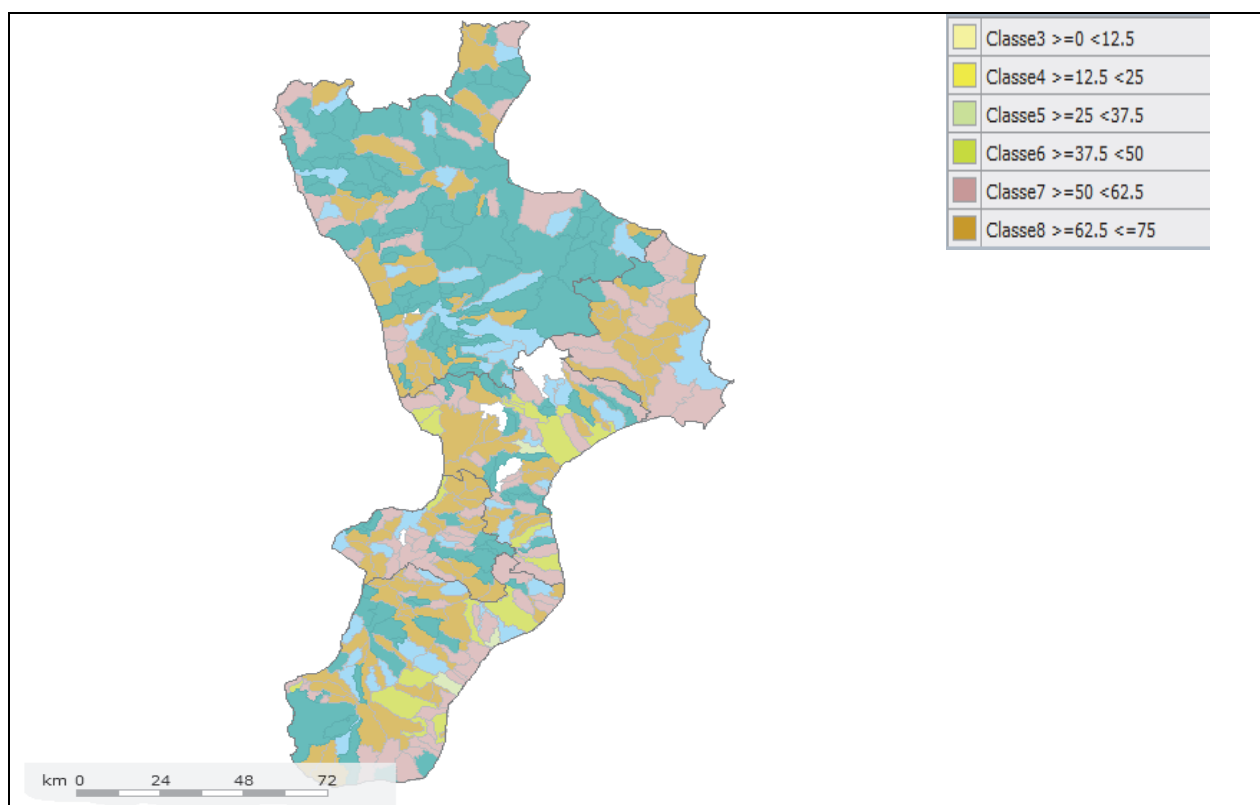 Classe3 >=0 <12.5
Classe4 >=12.5 <25
Classe5 >=25 <37.5
Classe6 >=37.5 <50
Classe7 >=50 <62.5
Classe8 >=62.5 <=75
km 0 24 48 72